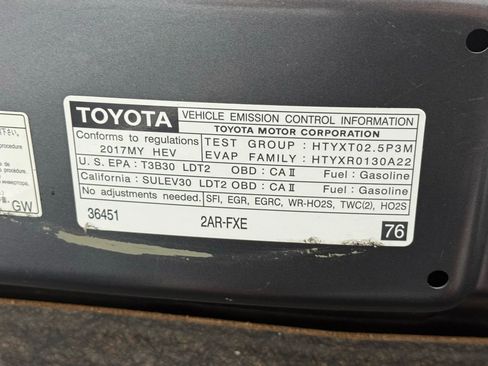 TOYOTA VEHICLE EMISSION CONTROL INFORMATION
TOYOTA MOTOR CORPORATION
Conforms to regulations
2017MY HEV
TEST GROUP : HTYXT02.5P3M
EVAP FAMILY : HTYXR0130A22
U.S. EPA : T3B30 LDT2 OBD : CA II Fuel : Gasoline
California : SULEV30 LDT2 OBD : CA II Fuel : Gasoline
No adjustments needed. SFI, EGR, EGRC, WR-HO2S, TWC(2), HO2S
36451 2AR-FXE 76
procedure
procedure
GW